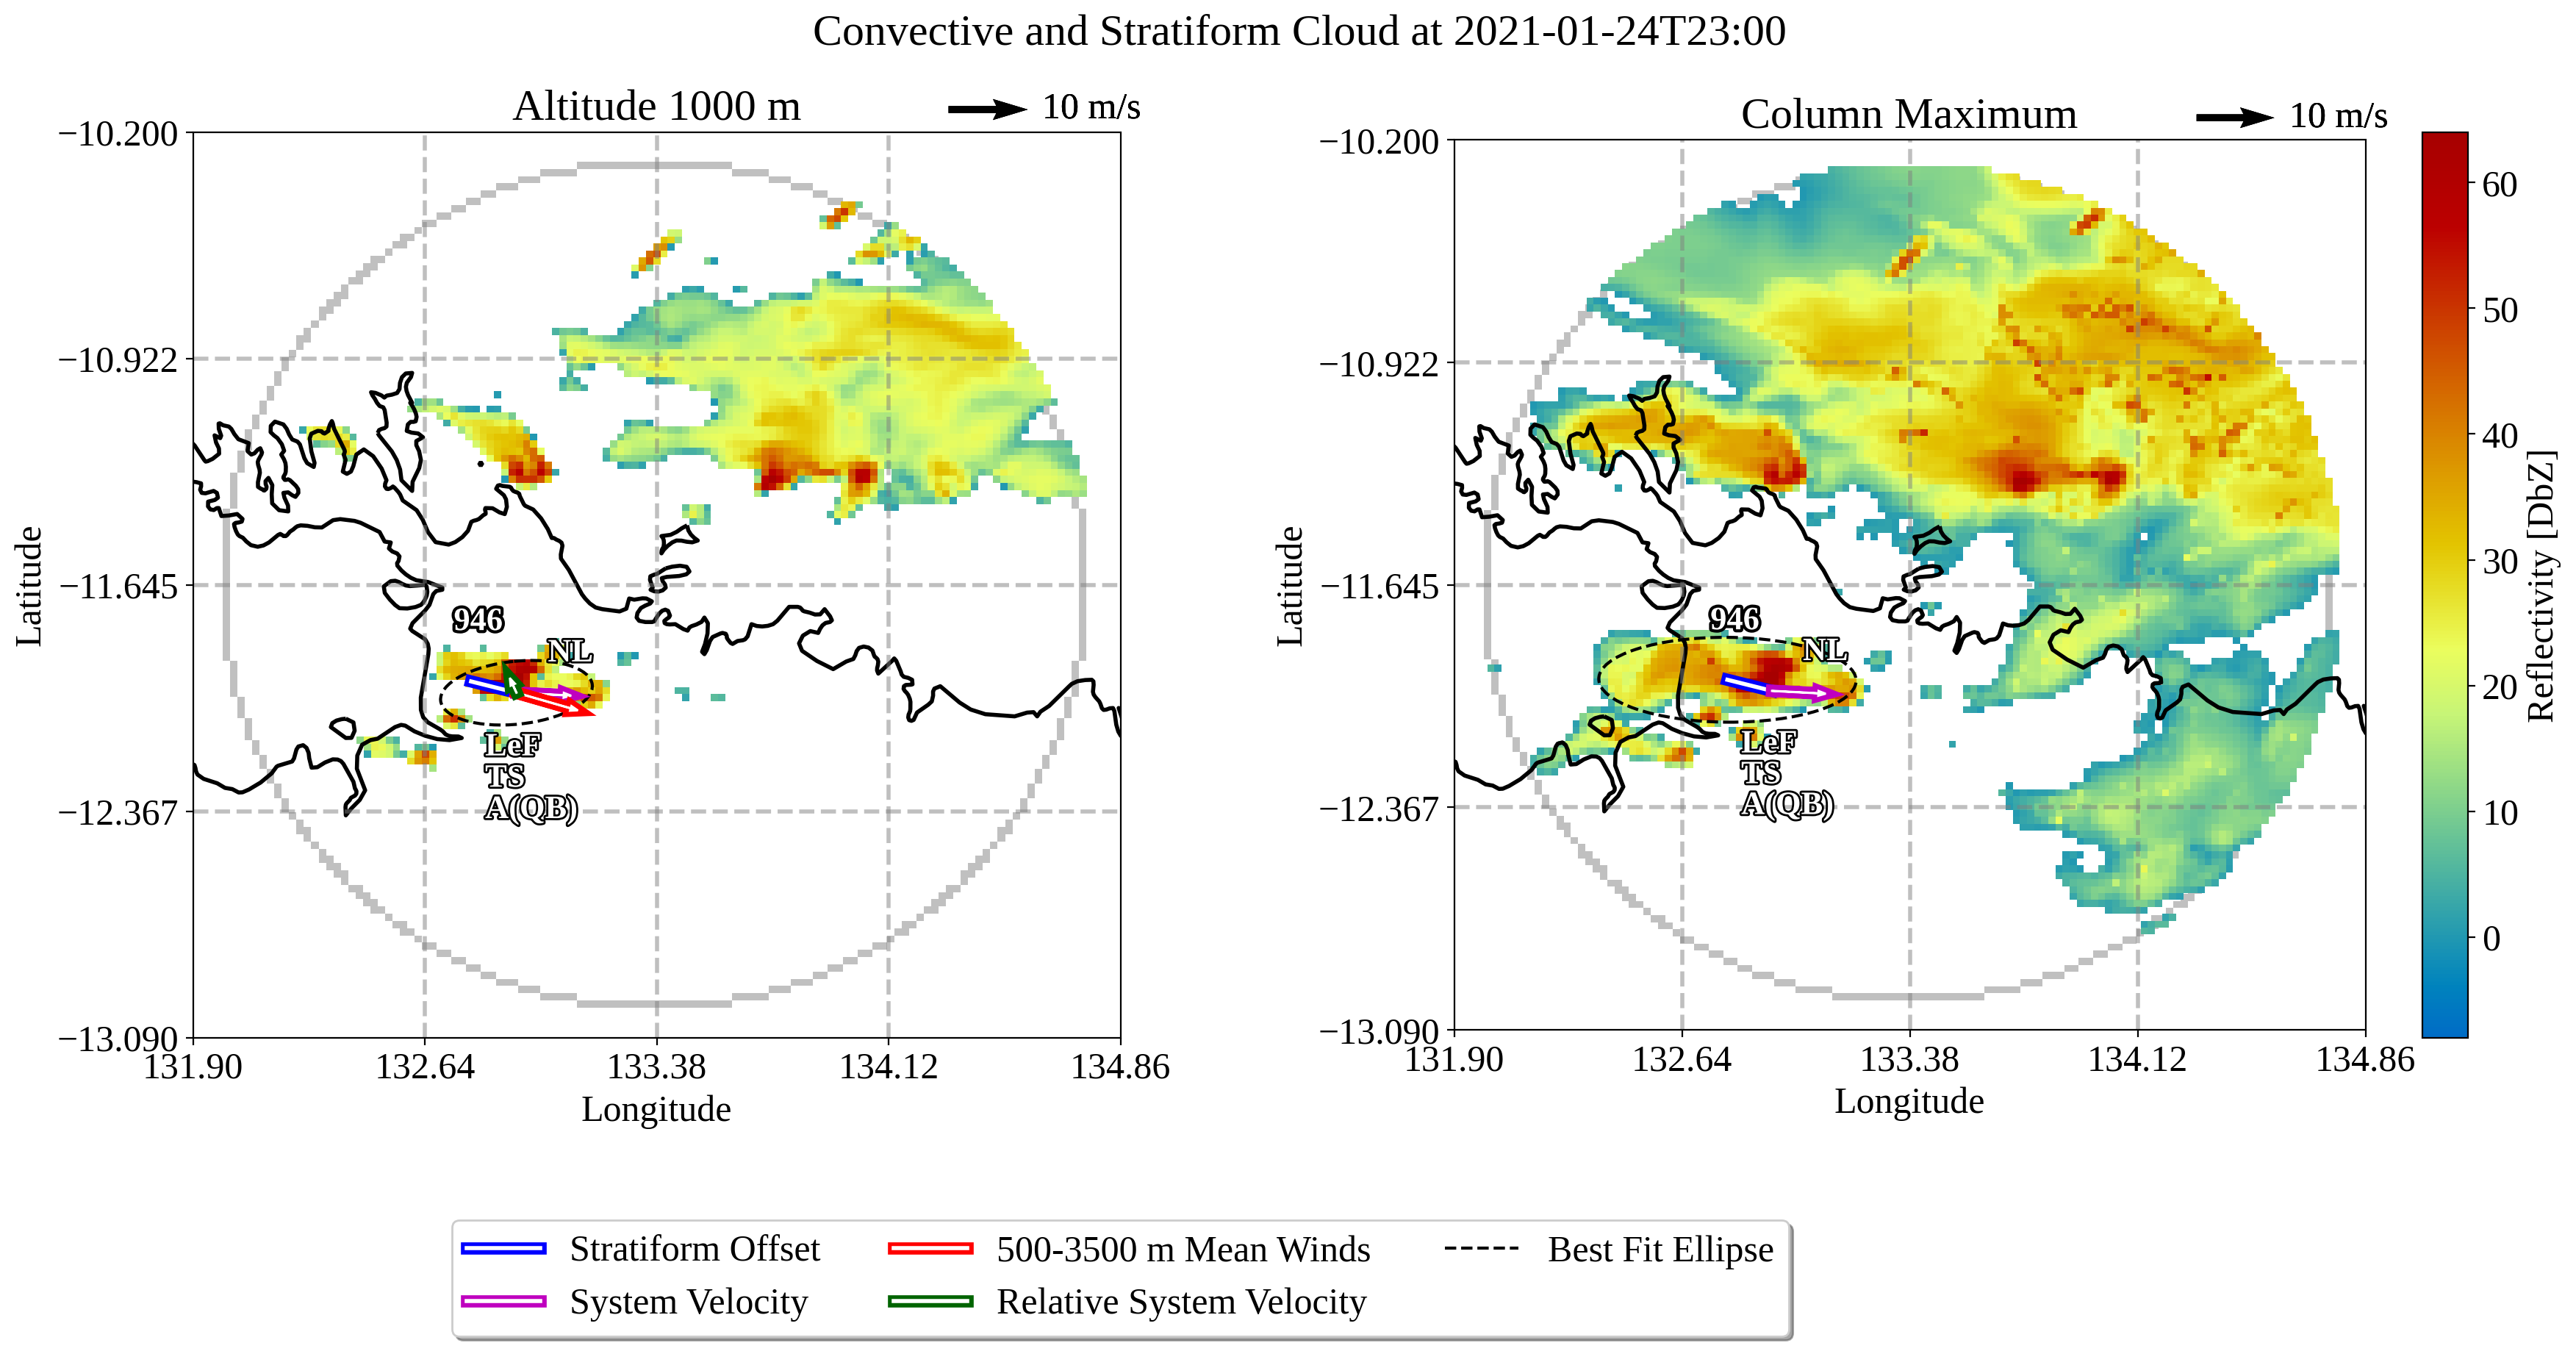 Convective and Stratiform Cloud at 2021-01-24T23:00
Altitude 1000 m
10 m/s
−10.200
−10.922
−11.645
−12.367
−13.090
Latitude
131.90
132.64
133.38
134.12
134.86
Longitude
946
NL
LeF
TS
A(QB)
Column Maximum
10 m/s
−10.200
−10.922
−11.645
−12.367
−13.090
Latitude
131.90
132.64
133.38
134.12
134.86
Longitude
946
NL
LeF
TS
A(QB)
60
50
40
30
20
10
0
Reflectivity [DbZ]
Stratiform Offset
System Velocity
500-3500 m Mean Winds
Relative System Velocity
Best Fit Ellipse